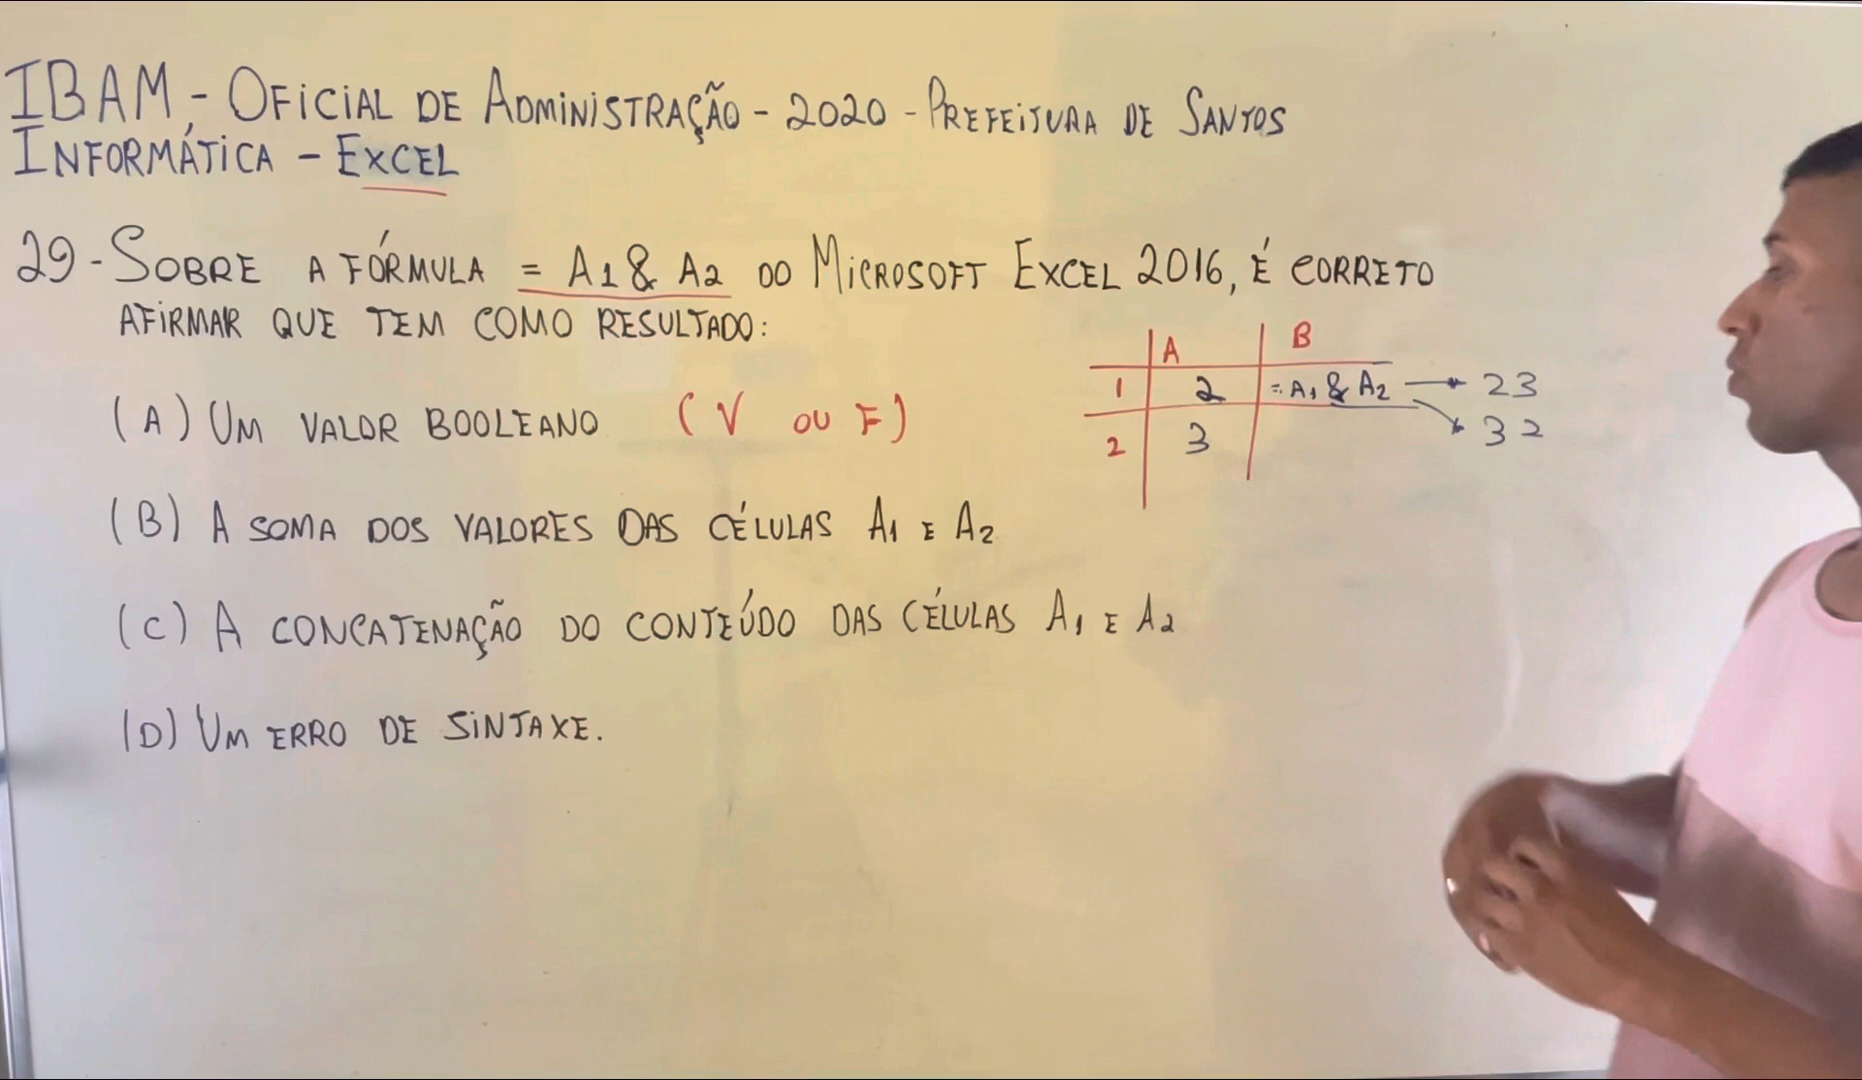 IBAM - OFICIAL DE ADMINISTRAÇÃO - 2020 - PREFEITURA DE SANTOS
INFORMÁTICA - EXCEL
29 - SOBRE A FÓRMULA = A1 & A2 DO MICROSOFT EXCEL 2016, É CORRETO
AFIRMAR QUE TEM COMO RESULTADO:
(A) UM VALOR BOOLEANO (V OU F)
(B) A SOMA DOS VALORES DAS CÉLULAS A1 E A2
(C) A CONCATENAÇÃO DO CONTEÚDO DAS CÉLULAS A1 E A2
(D) UM ERRO DE SINTAXE.
A B
1 2 = A1 & A2 → 23
2 3 → 32